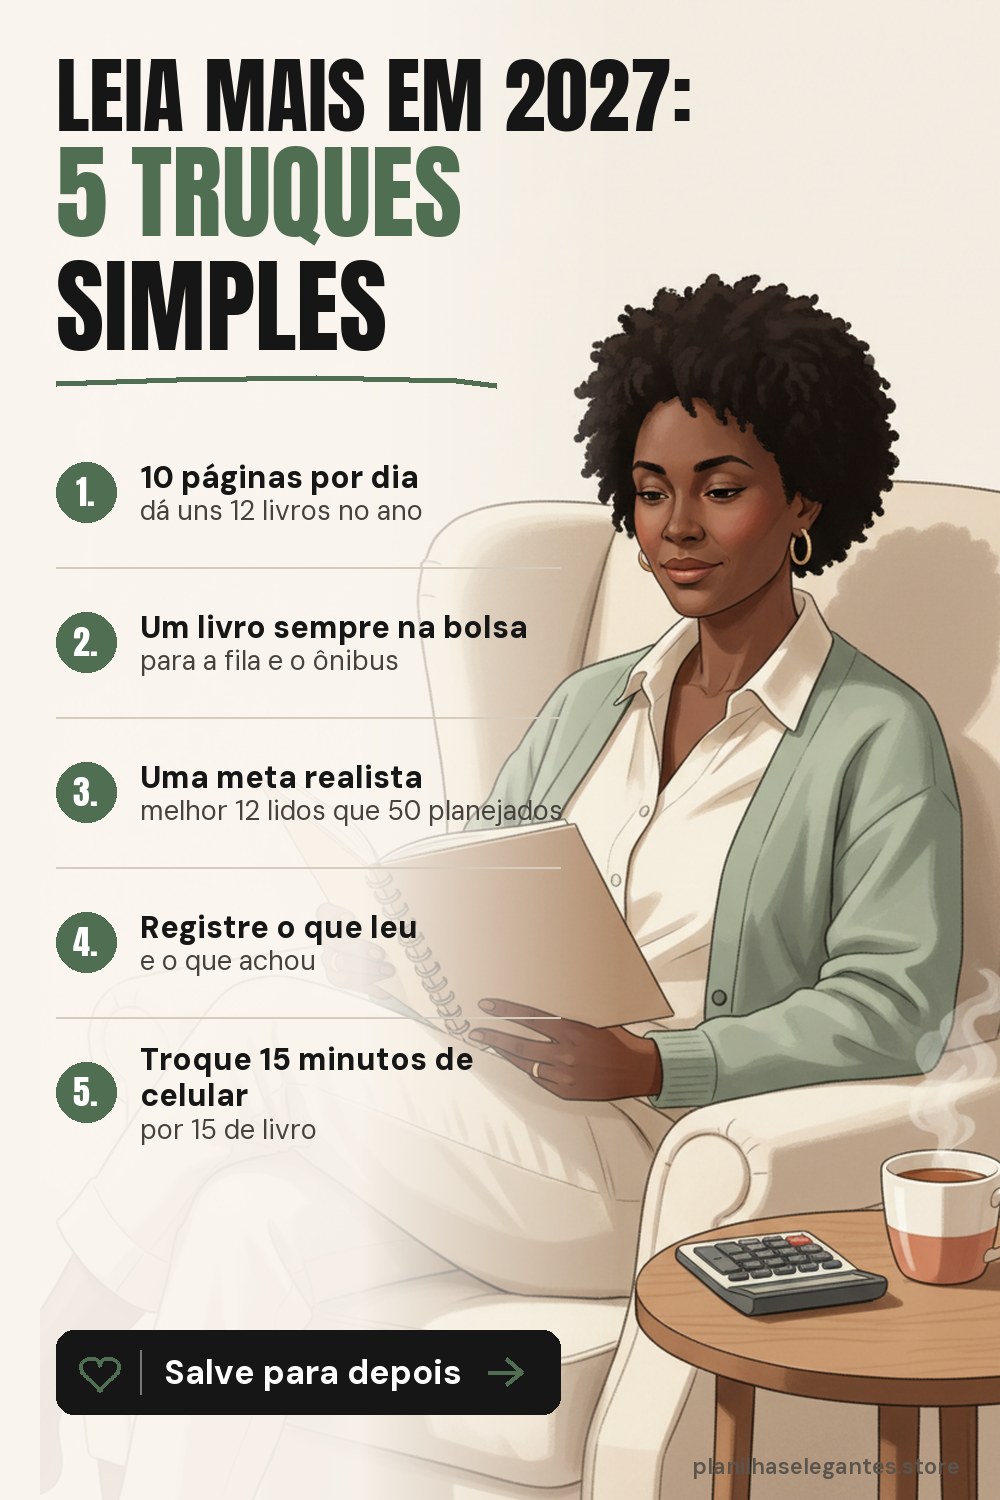 LEIA MAIS EM 2027:
5 TRUQUES
SIMPLES
1.
10 páginas por dia
dá uns 12 livros no ano
2.
Um livro sempre na bolsa
para a fila e o ônibus
3.
Uma meta realista
melhor 12 lidos que 50 planejados
4.
Registre o que leu
e o que achou
5.
Troque 15 minutos de
celular
por 15 de livro
Salve para depois
planilhaselegantes.store